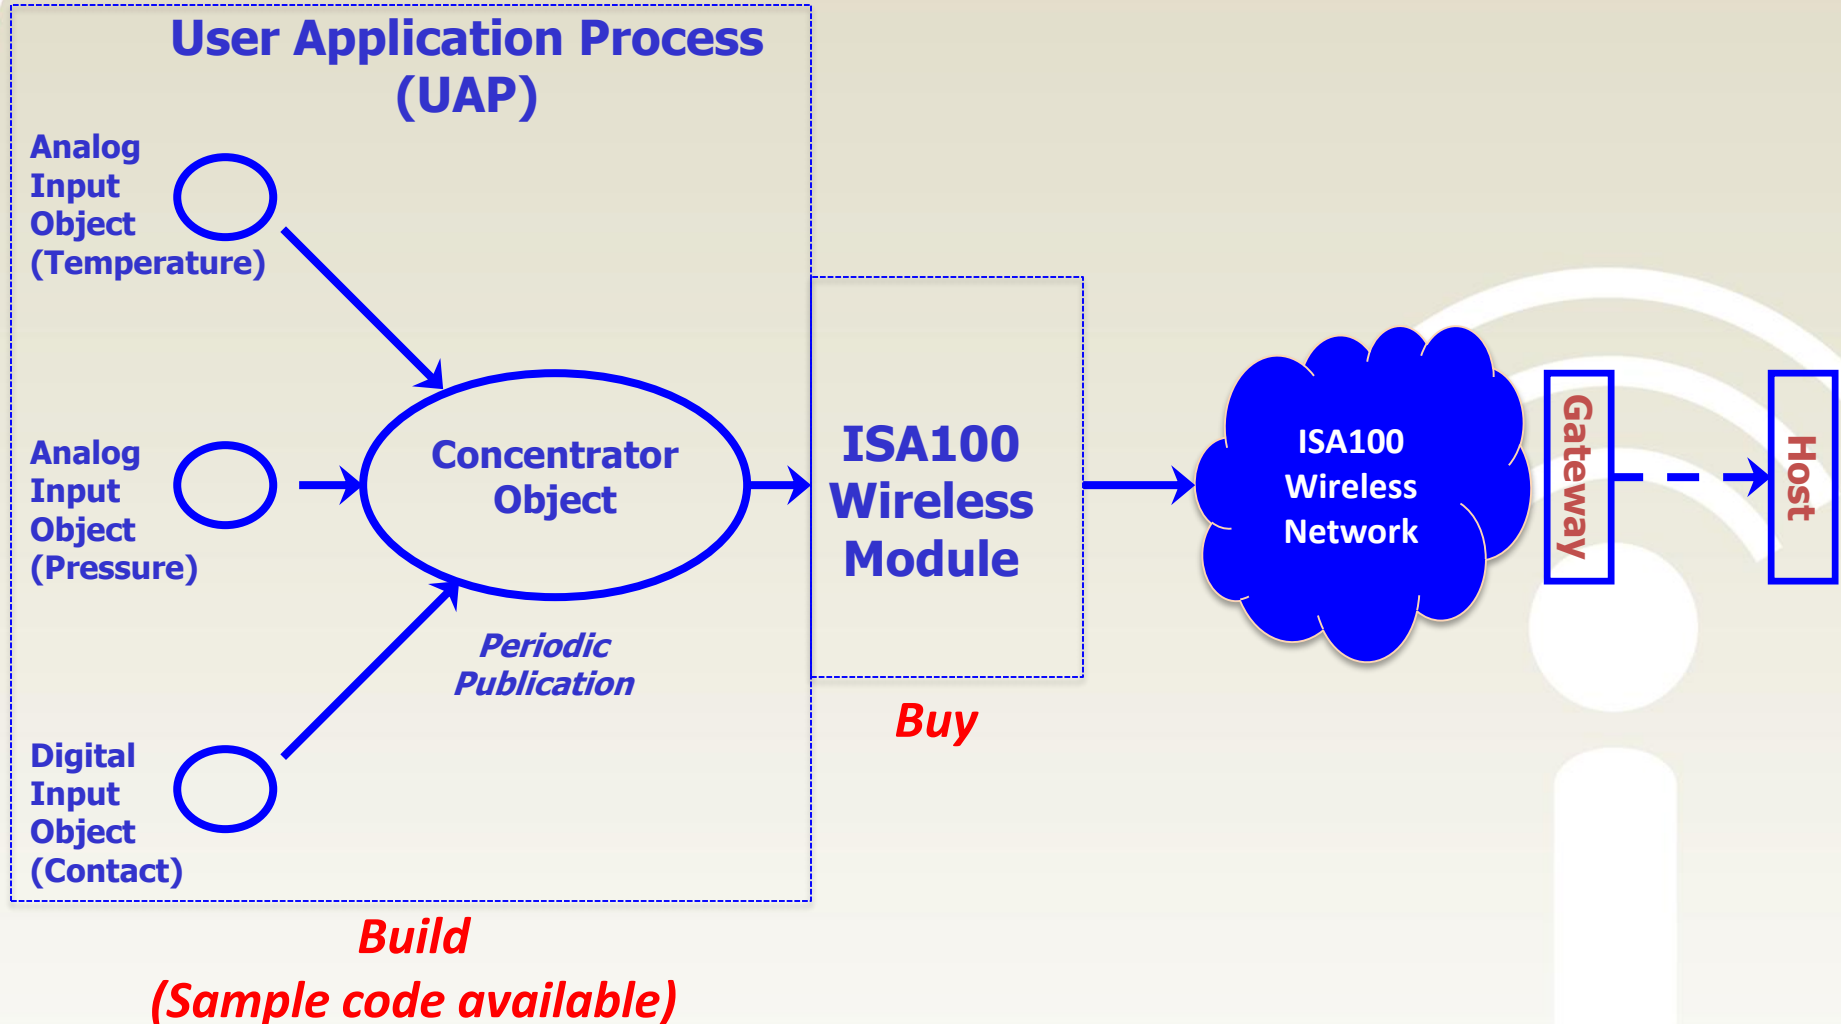 User Application Process
(UAP)
Analog
Input
Object
(Temperature)
Analog
Input
Object
(Pressure)
Digital
Input
Object
(Contact)
Concentrator
Object
Periodic
Publication
ISA100
Wireless
Module
ISA100
Wireless
Network
Gateway
Host
Buy
Build
(Sample code available)